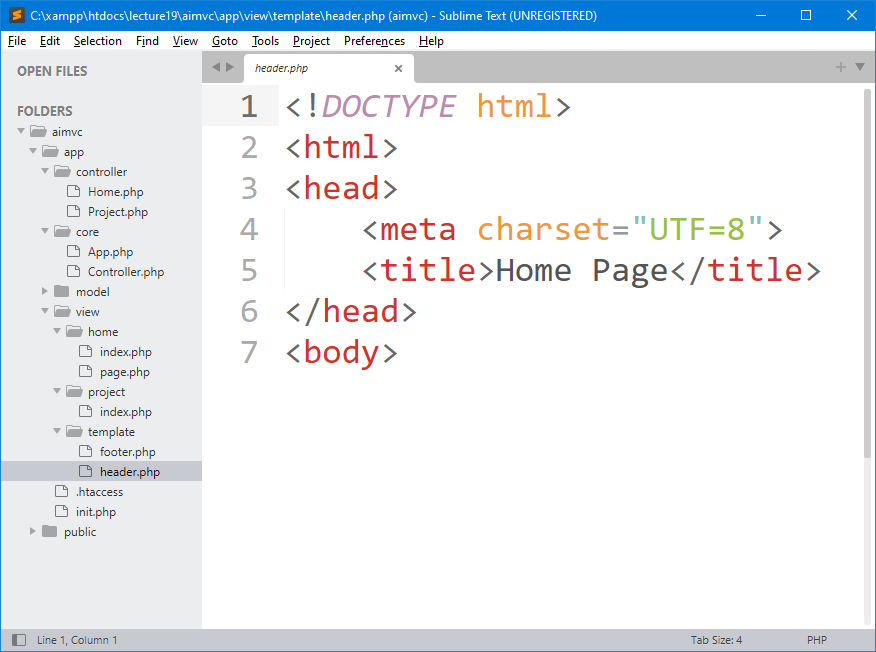 C:\xampp\htdocs\lecture19\aimvc\app\view\template\header.php (aimvc) - Sublime Text (UNREGISTERED)
File Edit Selection Find View Goto Tools Project Preferences Help
OPEN FILES
FOLDERS
aimvc
app
controller
Home.php
Project.php
core
App.php
Controller.php
model
view
home
index.php
page.php
project
index.php
template
footer.php
header.php
.htaccess
init.php
public
header.php
1 <!DOCTYPE html>
2 <html>
3 <head>
4     <meta charset="UTF=8">
5     <title>Home Page</title>
6 </head>
7 <body>
Line 1, Column 1 Tab Size: 4 PHP